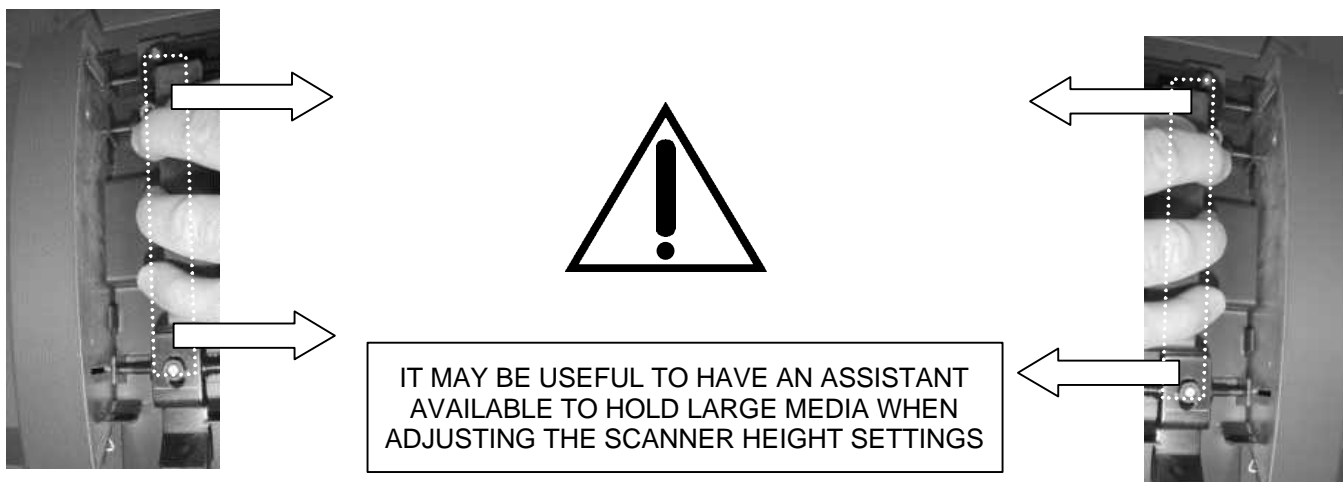 IT MAY BE USEFUL TO HAVE AN ASSISTANT
AVAILABLE TO HOLD LARGE MEDIA WHEN
ADJUSTING THE SCANNER HEIGHT SETTINGS